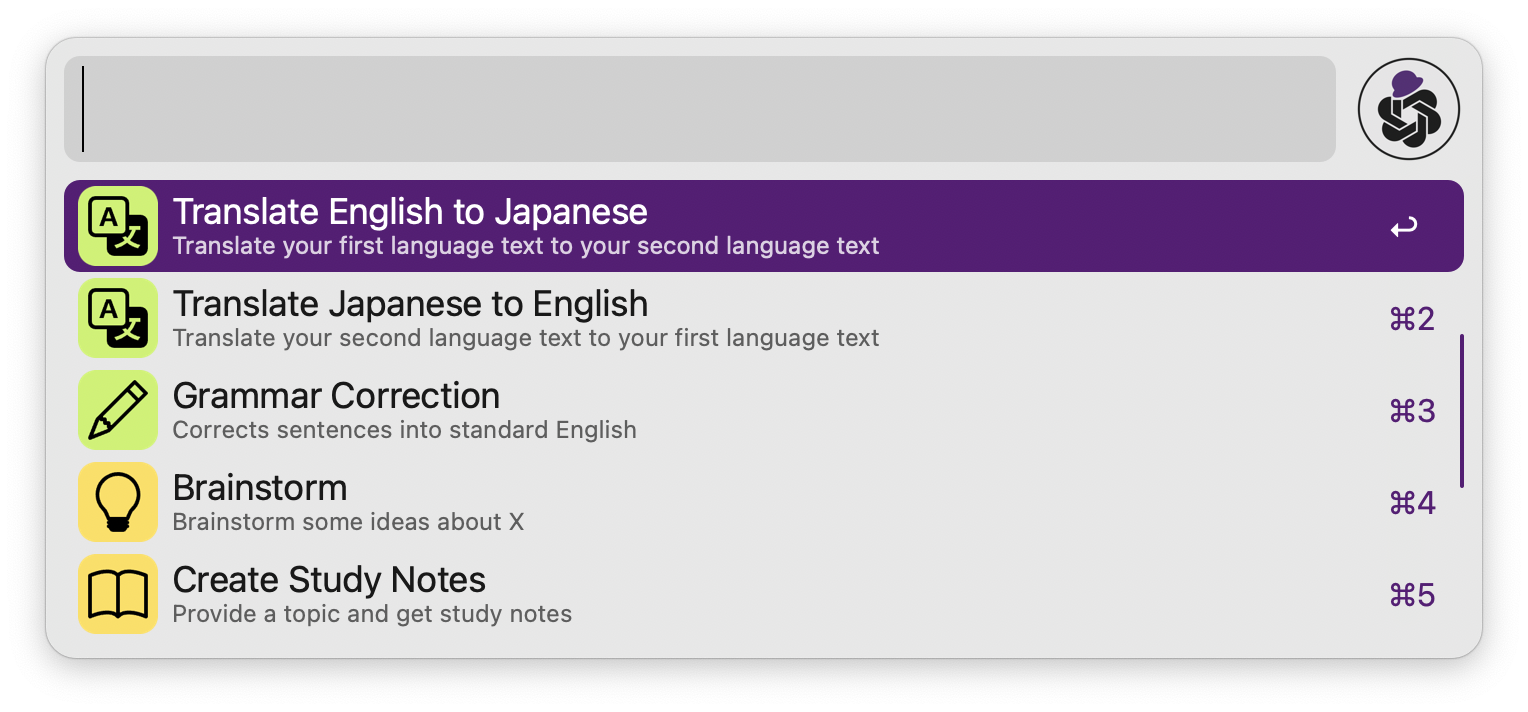 Translate English to Japanese
Translate your first language text to your second language text
↩
Translate Japanese to English
Translate your second language text to your first language text
⌘2
Grammar Correction
Corrects sentences into standard English
⌘3
Brainstorm
Brainstorm some ideas about X
⌘4
Create Study Notes
Provide a topic and get study notes
⌘5